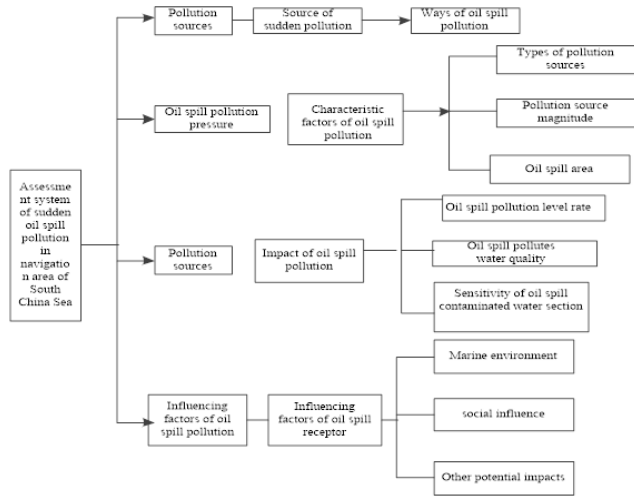 Pollution
sources
Source of
sudden pollution
Ways of oil spill
pollution
Types of pollution
sources
Oil spill pollution
pressure
Characteristic
factors of oil spill
pollution
Pollution source
magnitude
Oil spill area
Assessme
nt system
of sudden
oil spill
pollution
in
navigatio
n area of
South
China Sea
Oil spill pollution level rate
Pollution
sources
Impact of oil spill
pollution
Oil spill pollutes
water quality
Sensitivity of oil spill
contaminated water section
Marine environment
Influencing
factors of oil
spill pollution
Influencing
factors of oil spill
receptor
social influence
Other potential impacts